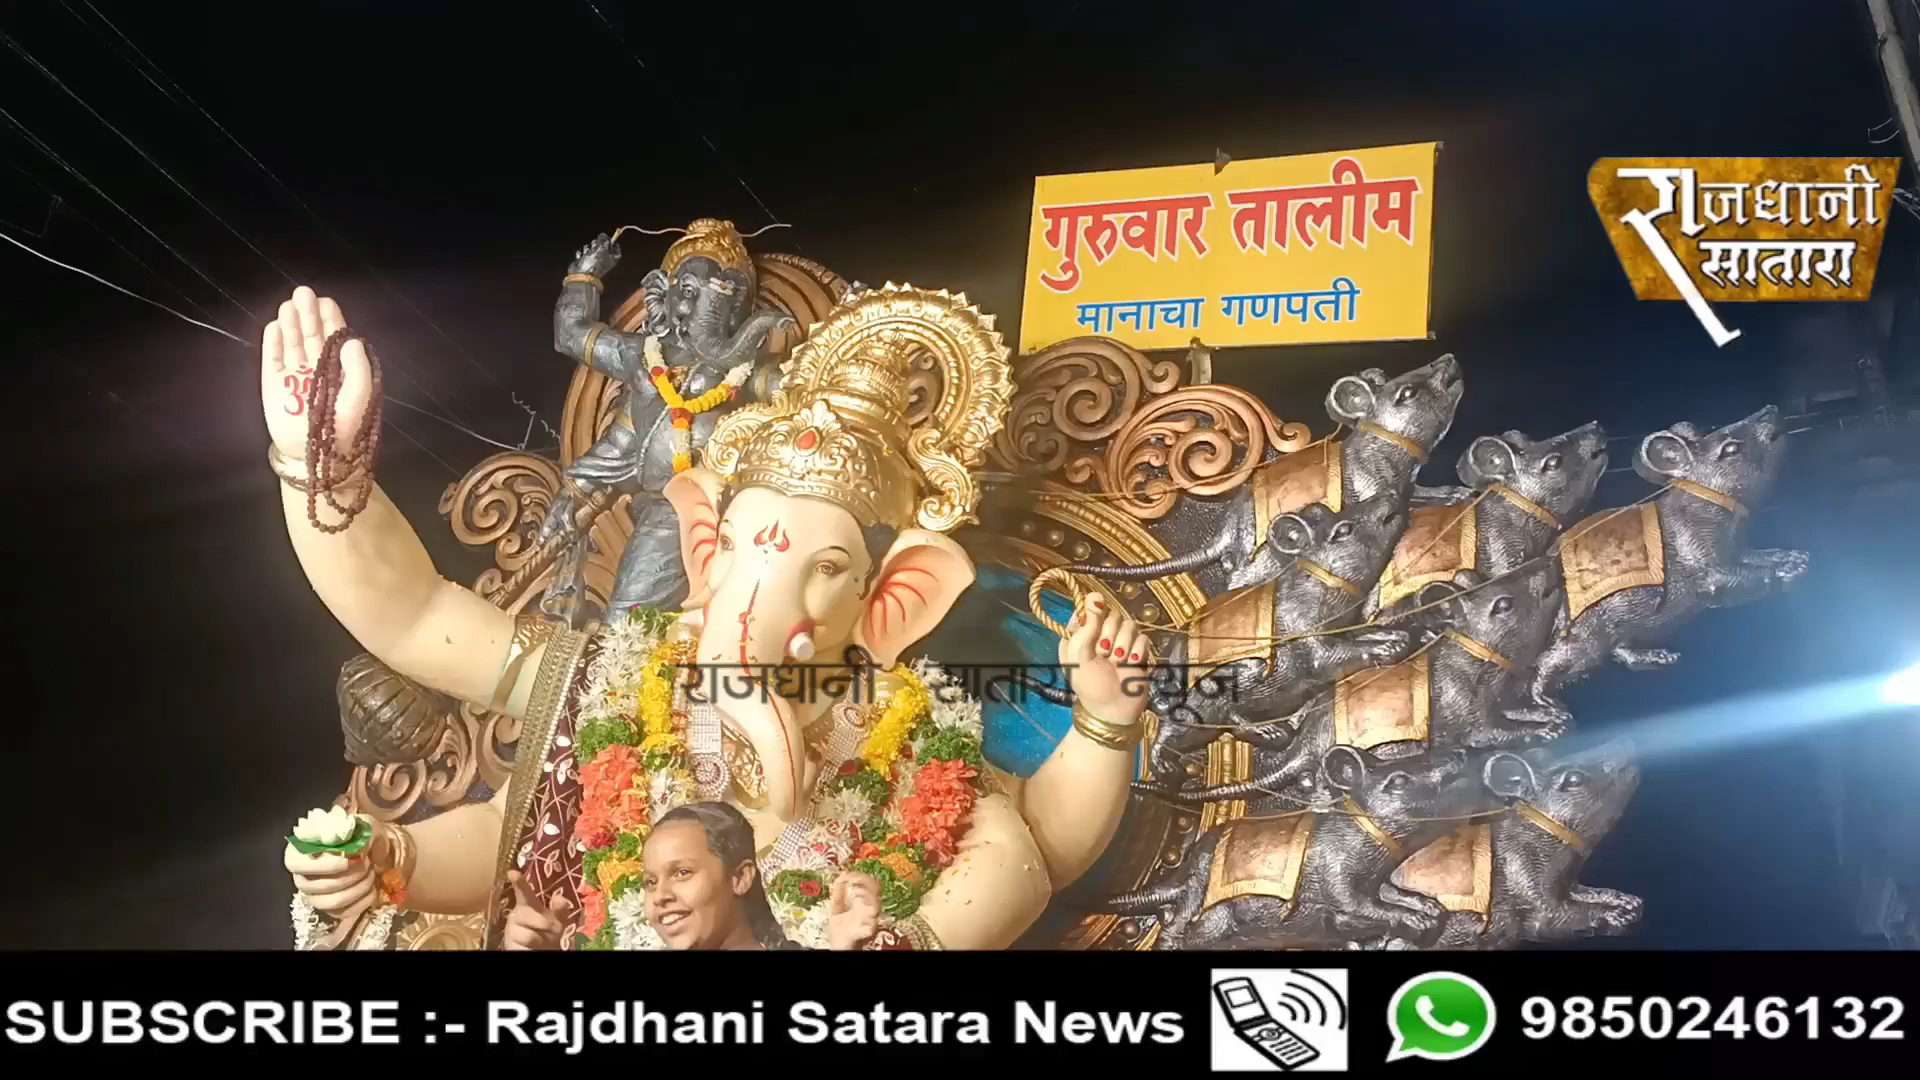 गुरुवार तालीम
मानाचा गणपती
राजधानी
सातारा
ॐ
राजधानी सातारा न्यूज
SUBSCRIBE :- Rajdhani Satara News
9850246132